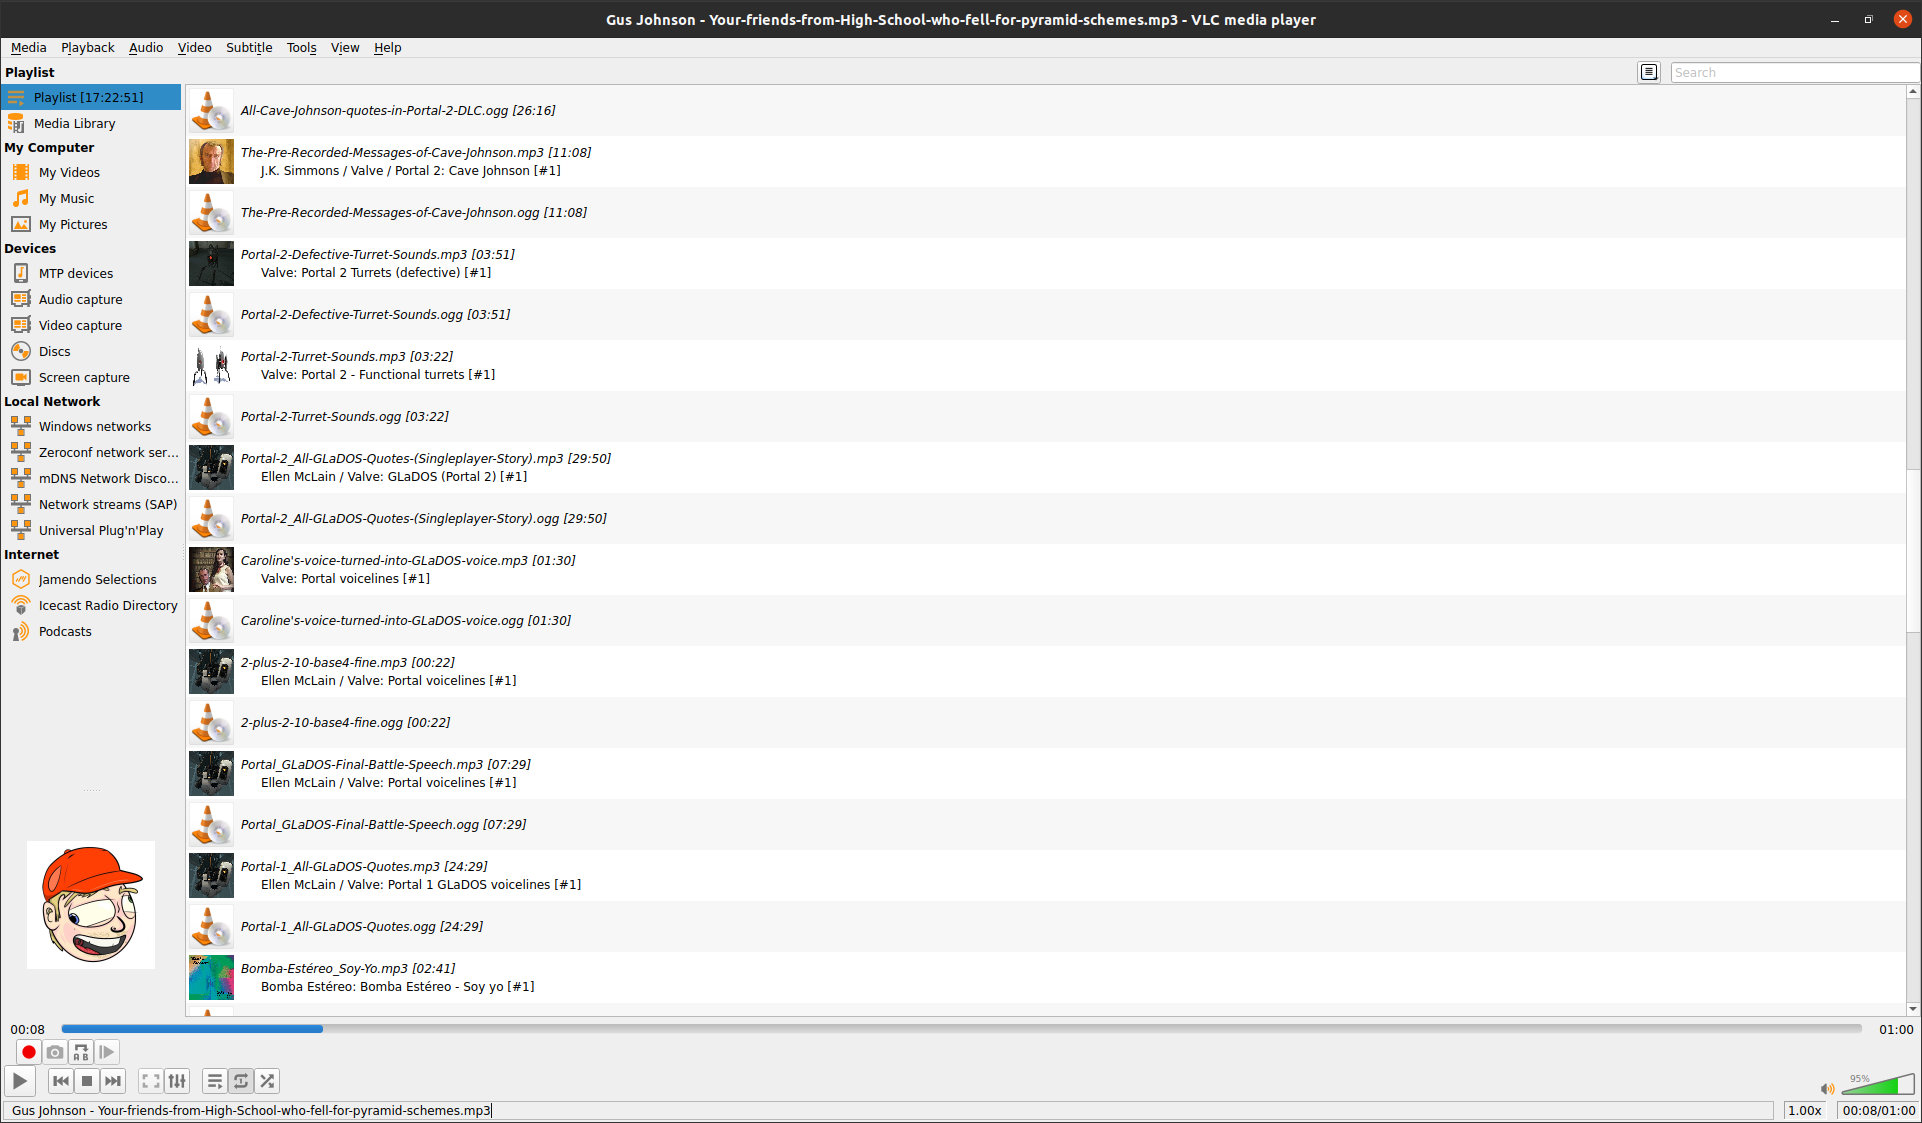 Gus Johnson - Your-friends-from-High-School-who-fell-for-pyramid-schemes.mp3 - VLC media player
Media Playback Audio Video Subtitle Tools View Help
Playlist
Search
Playlist [17:22:51]
Media Library
My Computer
My Videos
My Music
My Pictures
Devices
MTP devices
Audio capture
Video capture
Discs
Screen capture
Local Network
Windows networks
Zeroconf network ser...
mDNS Network Disco...
Network streams (SAP)
Universal Plug'n'Play
Internet
Jamendo Selections
Icecast Radio Directory
Podcasts
All-Cave-Johnson-quotes-in-Portal-2-DLC.ogg [26:16]
The-Pre-Recorded-Messages-of-Cave-Johnson.mp3 [11:08]
J.K. Simmons / Valve / Portal 2: Cave Johnson [#1]
The-Pre-Recorded-Messages-of-Cave-Johnson.ogg [11:08]
Portal-2-Defective-Turret-Sounds.mp3 [03:51]
Valve: Portal 2 Turrets (defective) [#1]
Portal-2-Defective-Turret-Sounds.ogg [03:51]
Portal-2-Turret-Sounds.mp3 [03:22]
Valve: Portal 2 - Functional turrets [#1]
Portal-2-Turret-Sounds.ogg [03:22]
Portal-2_All-GLaDOS-Quotes-(Singleplayer-Story).mp3 [29:50]
Ellen McLain / Valve: GLaDOS (Portal 2) [#1]
Portal-2_All-GLaDOS-Quotes-(Singleplayer-Story).ogg [29:50]
Caroline's-voice-turned-into-GLaDOS-voice.mp3 [01:30]
Valve: Portal voicelines [#1]
Caroline's-voice-turned-into-GLaDOS-voice.ogg [01:30]
2-plus-2-10-base4-fine.mp3 [00:22]
Ellen McLain / Valve: Portal voicelines [#1]
2-plus-2-10-base4-fine.ogg [00:22]
Portal_GLaDOS-Final-Battle-Speech.mp3 [07:29]
Ellen McLain / Valve: Portal voicelines [#1]
Portal_GLaDOS-Final-Battle-Speech.ogg [07:29]
Portal-1_All-GLaDOS-Quotes.mp3 [24:29]
Ellen McLain / Valve: Portal 1 GLaDOS voicelines [#1]
Portal-1_All-GLaDOS-Quotes.ogg [24:29]
Bomba-Estéreo_Soy-Yo.mp3 [02:41]
Bomba Estéreo: Bomba Estéreo - Soy yo [#1]
00:08
01:00
A B
95%
Gus Johnson - Your-friends-from-High-School-who-fell-for-pyramid-schemes.mp3
1.00x
00:08/01:00